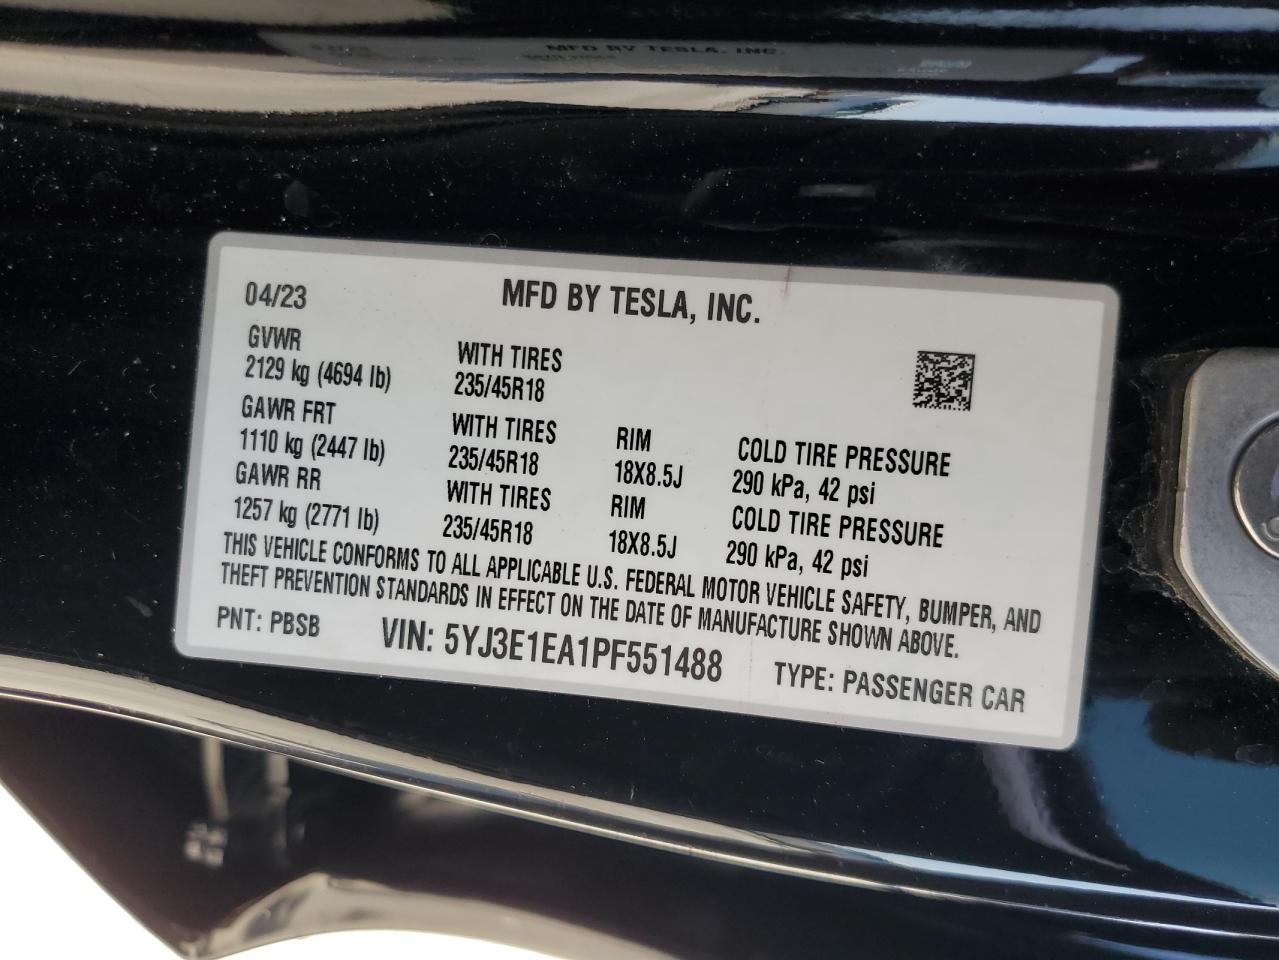 MFD BY TESLA, INC.
04/23 MFD BY TESLA, INC.
GVWR
2129 kg (4694 lb)
WITH TIRES
235/45R18
GAWR FRT
1110 kg (2447 lb)
WITH TIRES
235/45R18
RIM
18X8.5J
COLD TIRE PRESSURE
290 kPa, 42 psi
GAWR RR
1257 kg (2771 lb)
WITH TIRES
235/45R18
RIM
18X8.5J
COLD TIRE PRESSURE
290 kPa, 42 psi
THIS VEHICLE CONFORMS TO ALL APPLICABLE U.S. FEDERAL MOTOR VEHICLE SAFETY, BUMPER, AND
THEFT PREVENTION STANDARDS IN EFFECT ON THE DATE OF MANUFACTURE SHOWN ABOVE.
PNT: PBSB VIN: 5YJ3E1EA1PF551488 TYPE: PASSENGER CAR